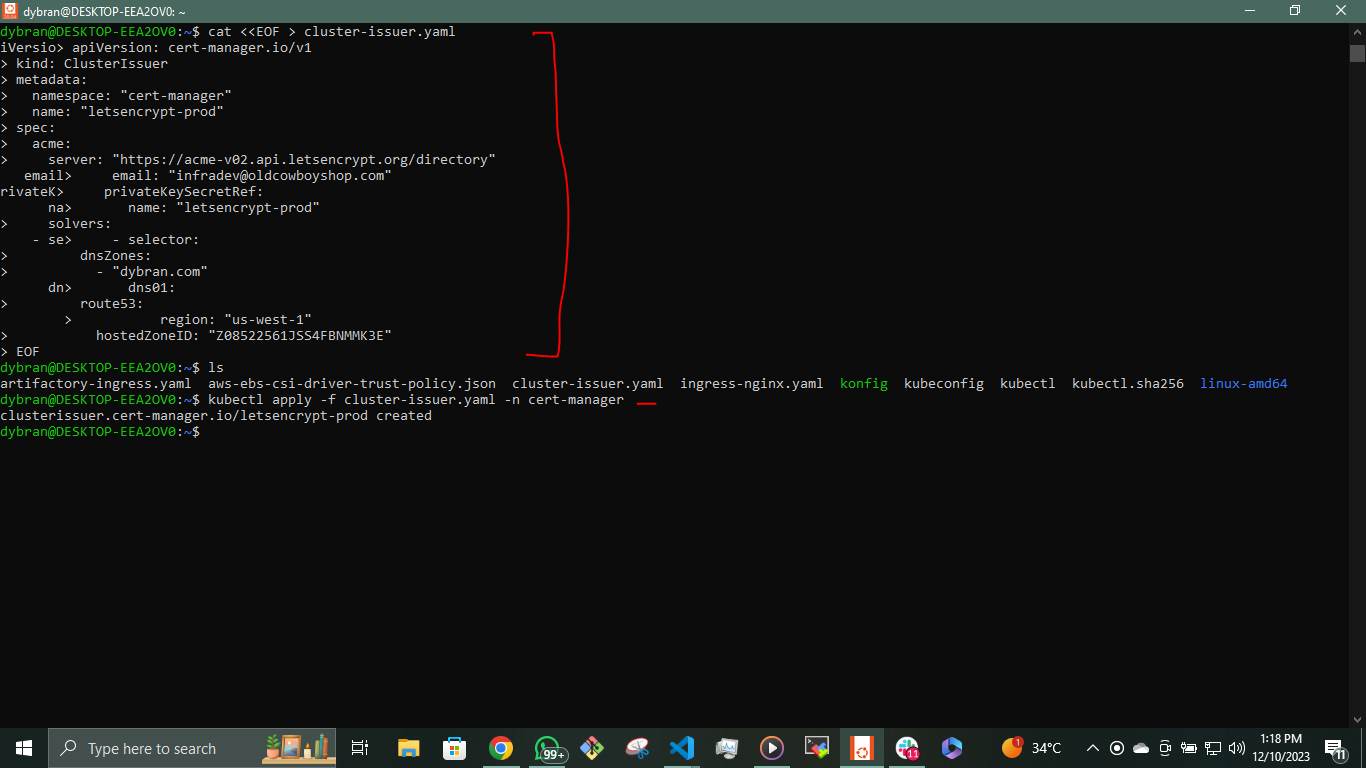 dybran@DESKTOP-EEA2OV0: ~
dybran@DESKTOP-EEA2OV0:~$ cat <<EOF > cluster-issuer.yaml
iVersio> apiVersion: cert-manager.io/v1
> kind: ClusterIssuer
> metadata:
>   namespace: "cert-manager"
>   name: "letsencrypt-prod"
> spec:
>   acme:
>     server: "https://acme-v02.api.letsencrypt.org/directory"
   email>     email: "infradev@oldcowboyshop.com"
rivateK>     privateKeySecretRef:
      na>       name: "letsencrypt-prod"
>     solvers:
    - se>     - selector:
>         dnsZones:
>           - "dybran.com"
      dn>       dns01:
>         route53:
        >           region: "us-west-1"
>           hostedZoneID: "Z08522561JSS4FBNMMK3E"
> EOF
dybran@DESKTOP-EEA2OV0:~$ ls
artifactory-ingress.yaml  aws-ebs-csi-driver-trust-policy.json  cluster-issuer.yaml  ingress-nginx.yaml  konfig  kubeconfig  kubectl  kubectl.sha256  linux-amd64
dybran@DESKTOP-EEA2OV0:~$ kubectl apply -f cluster-issuer.yaml -n cert-manager
clusterissuer.cert-manager.io/letsencrypt-prod created
dybran@DESKTOP-EEA2OV0:~$
Type here to search
99+
11
1
34°C
1:18 PM
12/10/2023
11